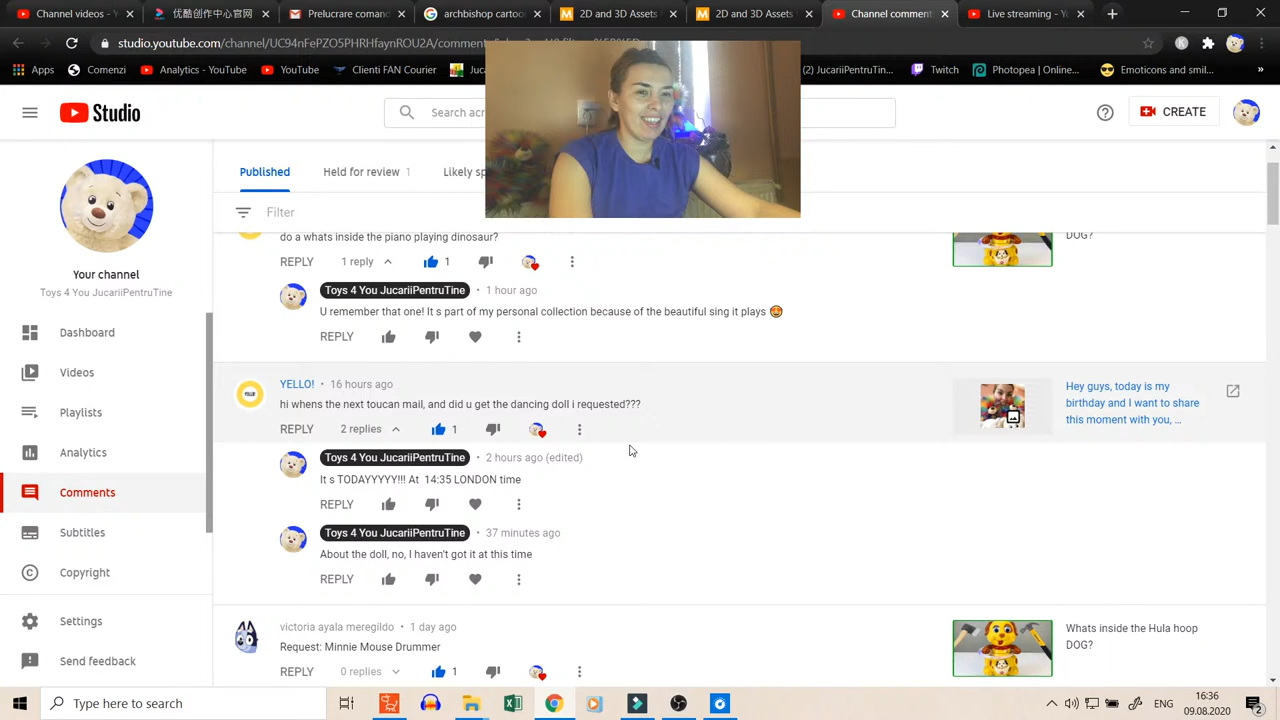 优酷创作中心官网
Prelucrare comand
archbishop cartoo
2D and 3D Assets
2D and 3D Assets
Channel comme
Live streaming - Y
studio.youtube.com/channel/UC94nFePZO5PHRHfaynROU2A/comment
Apps
Comenzi
Analytics - YouTube
YouTube
Clienti FAN Courier
Juc
(2) JucariiPentruTine...
Twitch
Photopea | Online...
Emoticons and smil...
Studio
Search acr
CREATE
Your channel
Toys 4 You JucariiPentruTine
Dashboard
Videos
Playlists
Analytics
Comments
Subtitles
Copyright
Settings
Send feedback
Published
Held for review 1
Likely sp
Filter
do a whats inside the piano playing dinosaur?
DOG?
REPLY
1 reply
1
Toys 4 You JucariiPentruTine • 1 hour ago
U remember that one! It s part of my personal collection because of the beautiful sing it plays 🤩
REPLY
YELLO! • 16 hours ago
hi whens the next toucan mail, and did u get the dancing doll i requested???
Hey guys, today is my
birthday and I want to share
this moment with you, ...
REPLY
2 replies
1
Toys 4 You JucariiPentruTine • 2 hours ago (edited)
It s TODAYYYYY!!! At 14:35 LONDON time
REPLY
Toys 4 You JucariiPentruTine • 37 minutes ago
About the doll, no, I haven't got it at this time
REPLY
victoria ayala meregildo • 1 day ago
Request: Minnie Mouse Drummer
Whats inside the Hula hoop
DOG?
REPLY
0 replies
1
Type here to search
ENG
16:36
09.08.2020
2